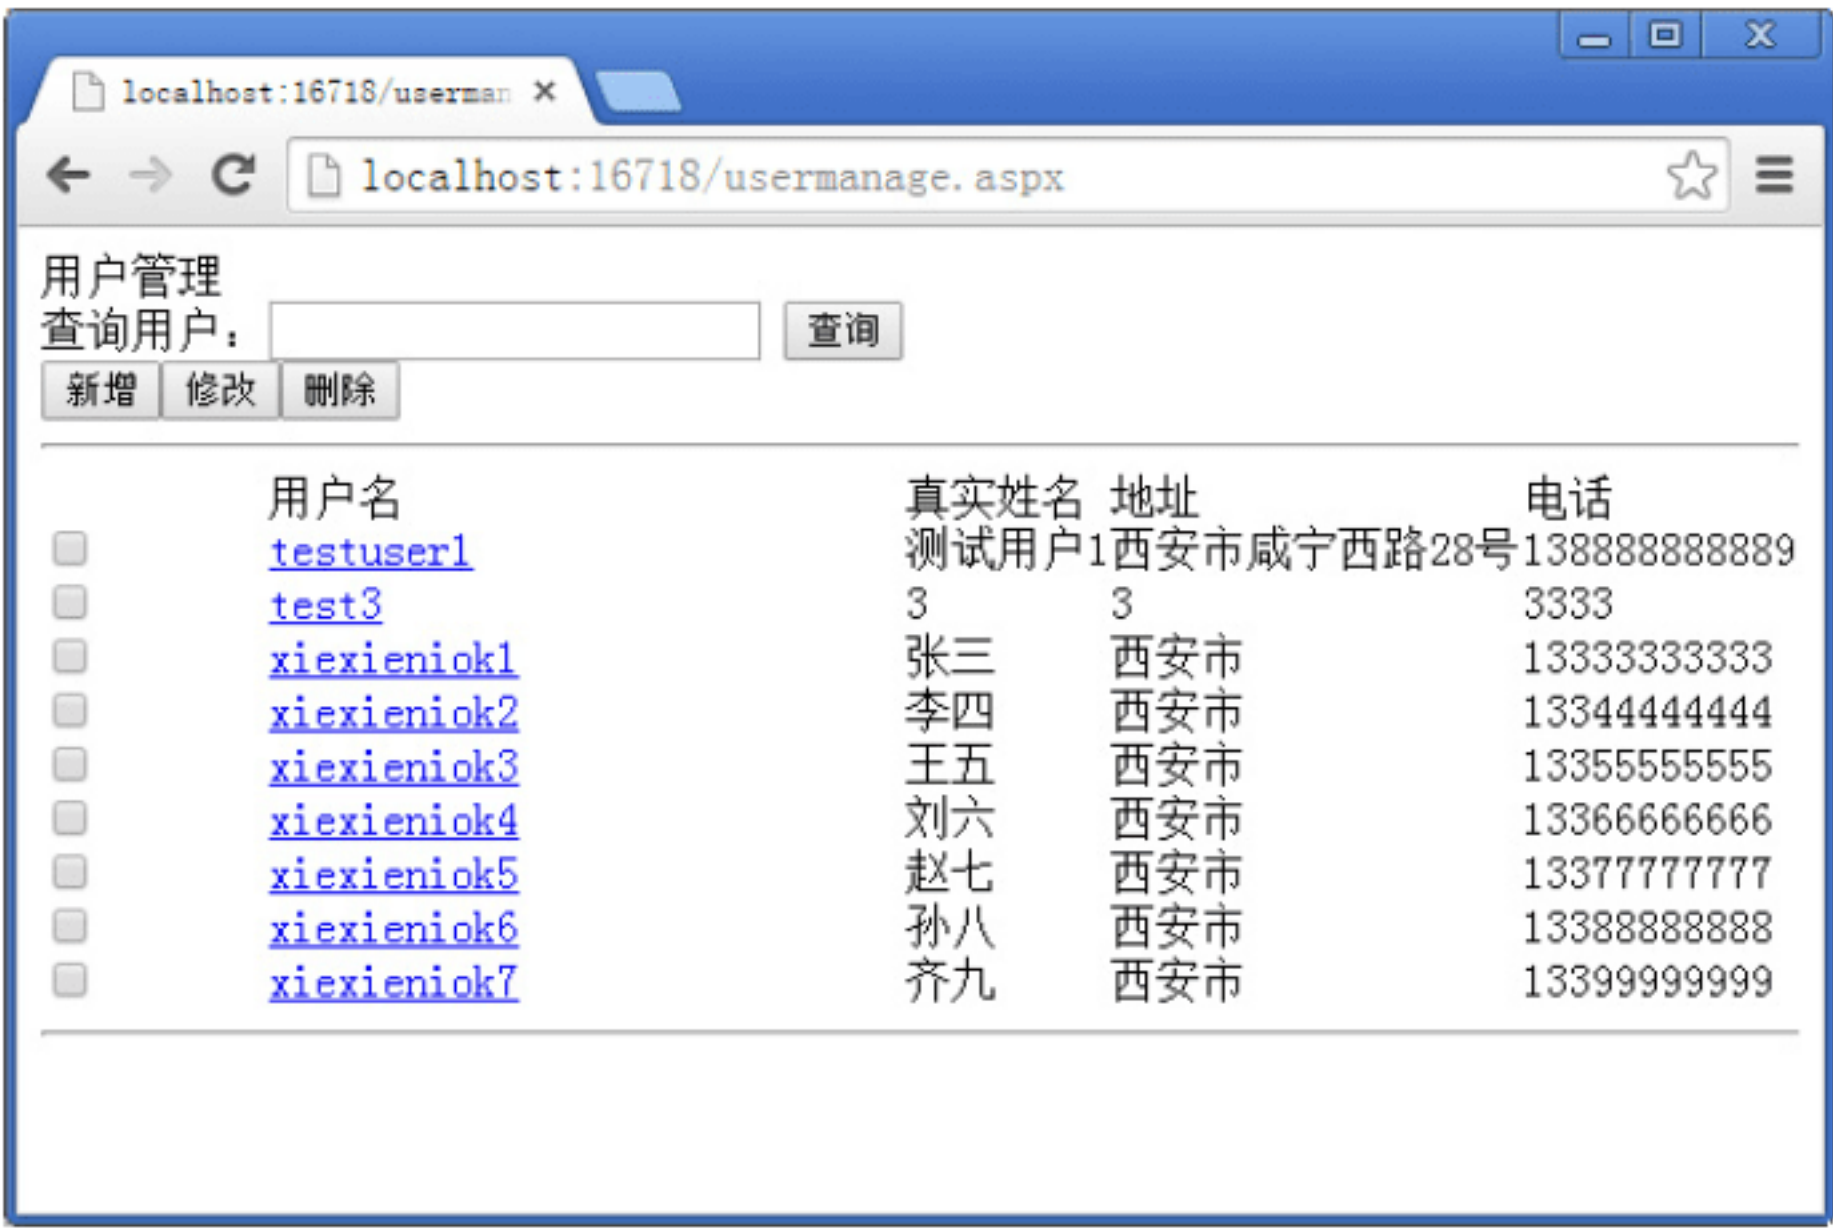 localhost:16718/userman
localhost:16718/usermanage.aspx
用户管理
查询用户： 查询
新增 修改 删除
用户名 真实姓名 地址 电话
testuser1 测试用户1 西安市咸宁西路28号 138888888889
test3 3 3 3333
xiexieniok1 张三 西安市 13333333333
xiexieniok2 李四 西安市 13344444444
xiexieniok3 王五 西安市 13355555555
xiexieniok4 刘六 西安市 13366666666
xiexieniok5 赵七 西安市 13377777777
xiexieniok6 孙八 西安市 13388888888
xiexieniok7 齐九 西安市 13399999999